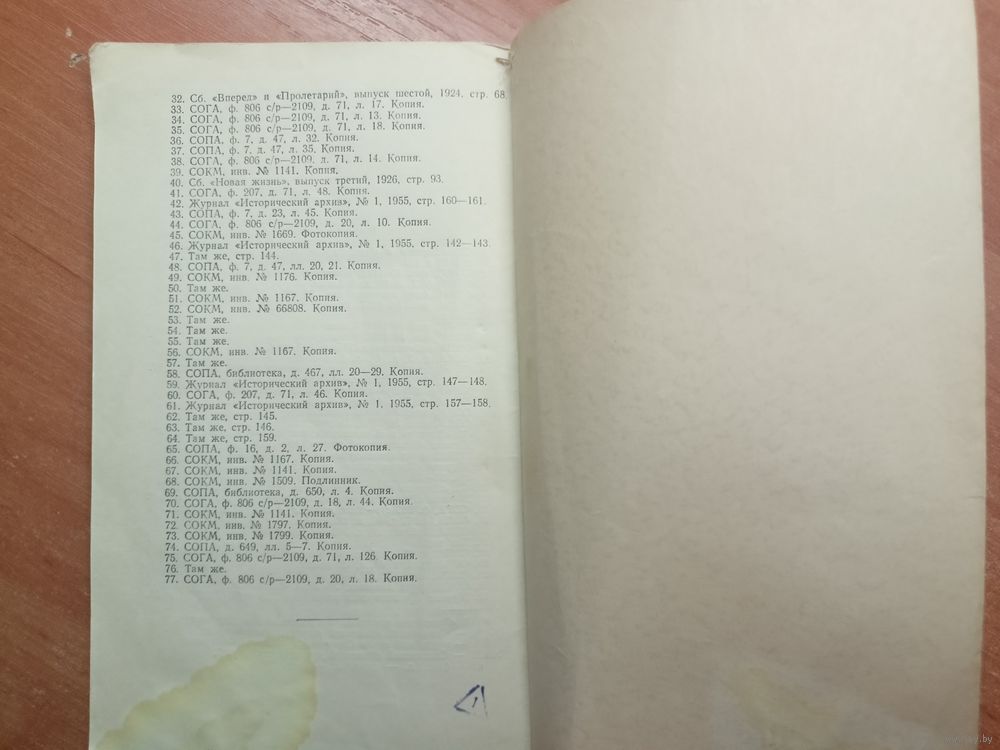 32. Сб. «Вперед» и «Пролетарий», выпуск шестой, 1924, стр. 68.
33. СОГА, ф. 806 с/р—2109, д. 71, л. 17. Копия.
34. СОГА, ф. 806 с/р—2109, д. 71, л. 13. Копия.
35. СОГА, ф. 806 с/р—2109, д. 71, л. 18. Копия.
36. СОПА, ф. 7, д. 47, л. 32. Копия.
37. СОПА, ф. 7, д. 47, л. 35. Копия.
38. СОГА, ф. 806 с/р—2109, д. 71, л. 14. Копия.
39. СОКМ, инв. № 1141. Копия.
40. Сб. «Новая жизнь», выпуск третий, 1926, стр. 93.
41. СОГА, ф. 207, д. 71, л. 48. Копия.
42. Журнал «Исторический архив», № 1, 1955, стр. 160—161.
43. СОПА, ф. 7, д. 23, л. 45. Копия.
44. СОГА, ф. 806 с/р—2109, д. 20, л. 10. Копия.
45. СОКМ, инв. № 1669. Фотокопия.
46. Журнал «Исторический архив», № 1, 1955, стр. 142—143.
47. Там же, стр. 144.
48. СОПА, ф. 7, д. 47, лл. 20, 21. Копия.
49. СОКМ, инв. № 1176. Копия.
50. Там же.
51. СОКМ, инв. № 1167. Копия.
52. СОКМ, инв. № 66808. Копия.
53. Там же.
54. Там же.
55. Там же.
56. СОКМ, инв. № 1167. Копия.
57. Там же.
58. СОПА, библиотека, д. 467, лл. 20—29. Копия.
59. Журнал «Исторический архив», № 1, 1955, стр. 147—148.
60. СОГА, ф. 207, д. 71, л. 46. Копия.
61. Журнал «Исторический архив», № 1, 1955, стр. 157—158.
62. Там же, стр. 145.
63. Там же, стр. 146.
64. Там же, стр. 159.
65. СОПА, ф. 16, д. 2, л. 27. Фотокопия.
66. СОКМ, инв. № 1167. Копия.
67. СОКМ, инв. № 1141. Копия.
68. СОКМ, инв. № 1509. Подлинник.
69. СОПА, библиотека, д. 650, л. 4. Копия.
70. СОГА, ф. 806 с/р—2109, д. 18, л. 44. Копия.
71. СОКМ, инв. № 1141. Копия.
72. СОКМ, инв. № 1797. Копия.
73. СОКМ, инв. № 1799. Копия.
74. СОПА, д. 649, лл. 5—7. Копия.
75. СОГА, ф. 806 с/р—2109, д. 71, л. 126. Копия.
76. Там же.
77. СОГА, ф. 806 с/р—2109, д. 20, л. 18. Копия.